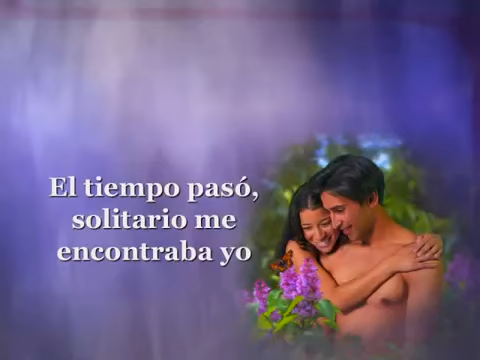 El tiempo pasó,
solitario me
encontraba yo